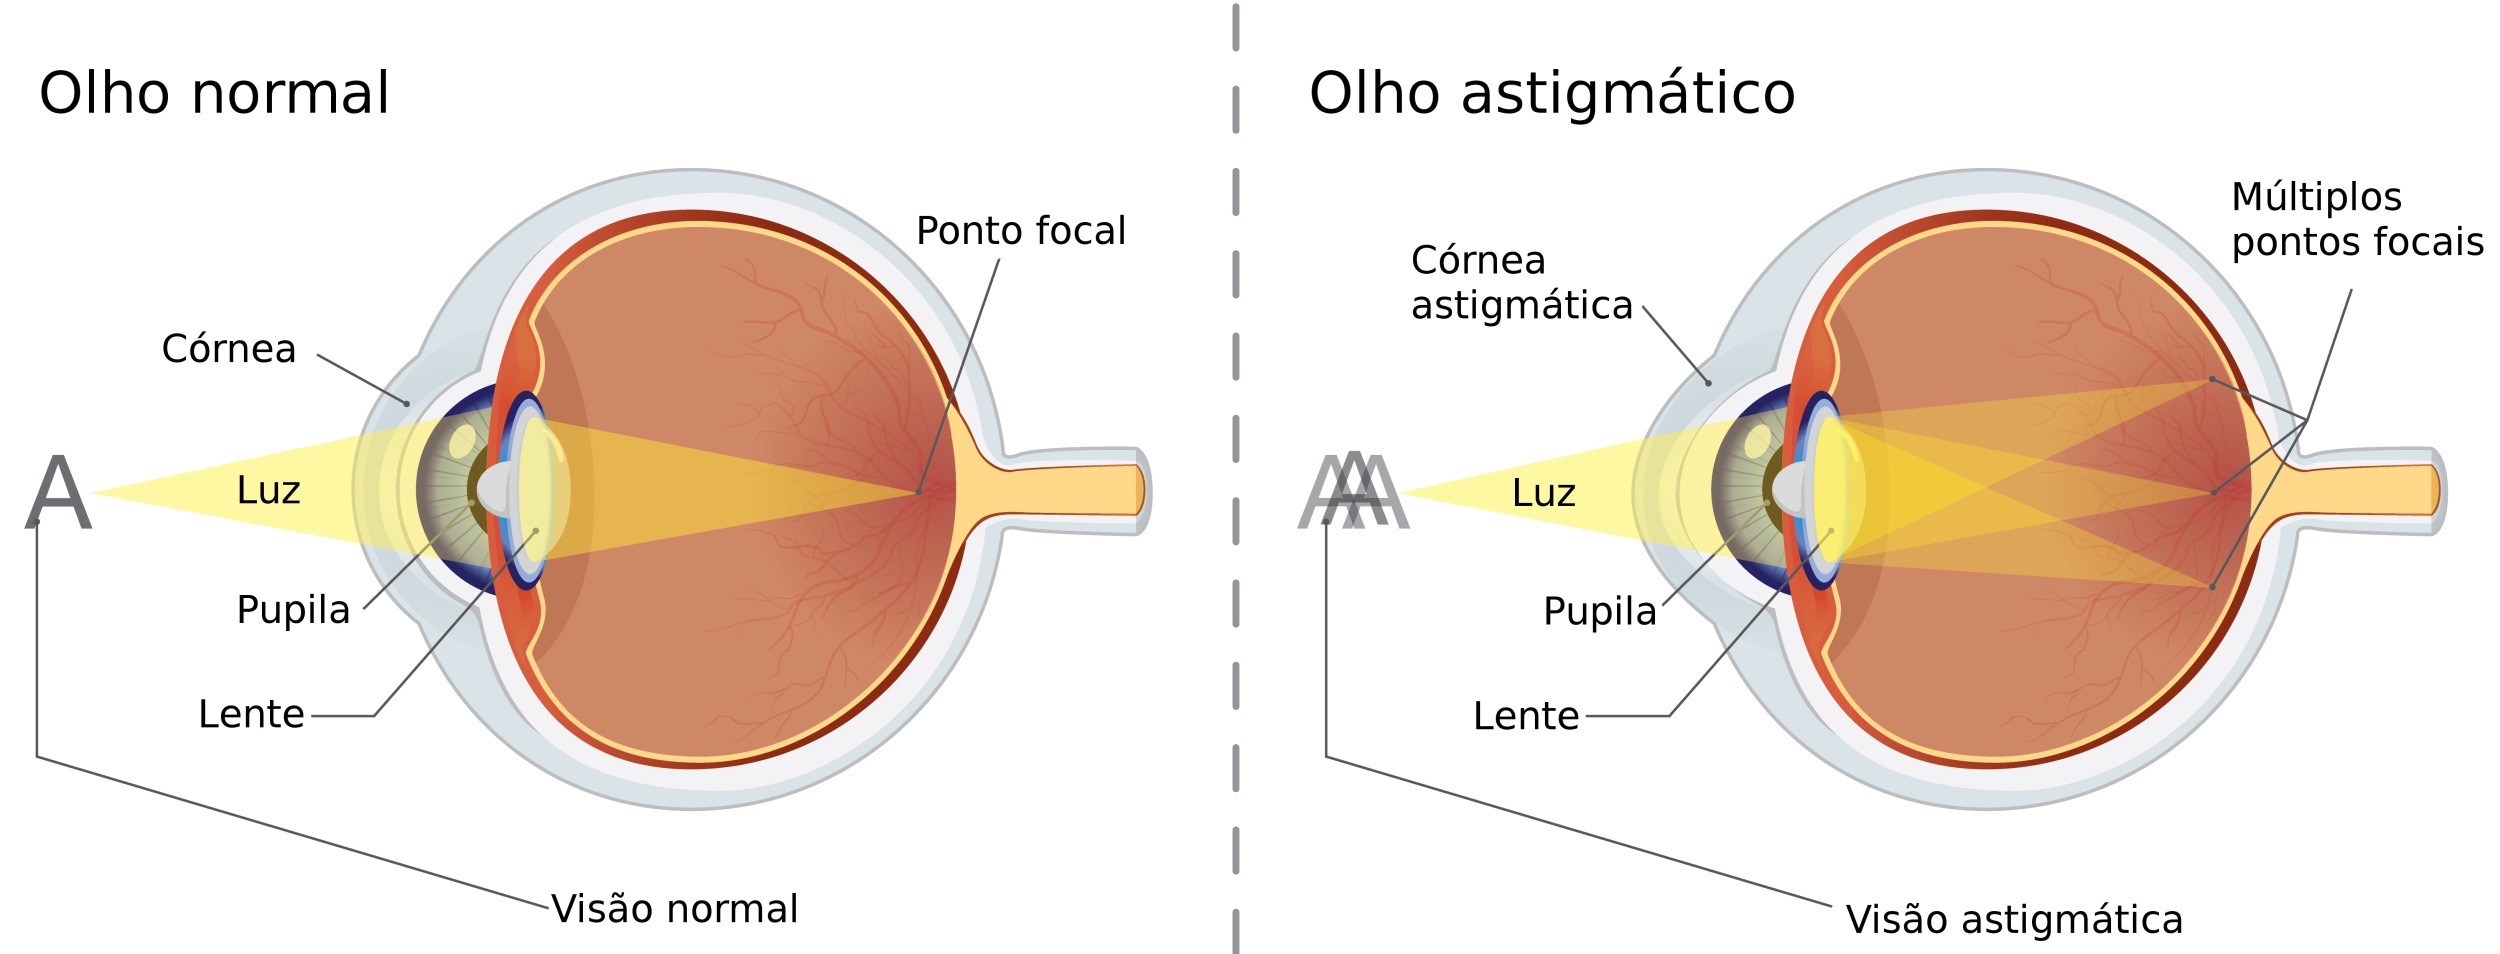 Olho normal
Ponto focal
Córnea
A
Luz
Pupila
Lente
Visão normal
Olho astigmático
Múltiplos
pontos focais
Córnea
astigmática
AAA
Luz
Pupila
Lente
Visão astigmática